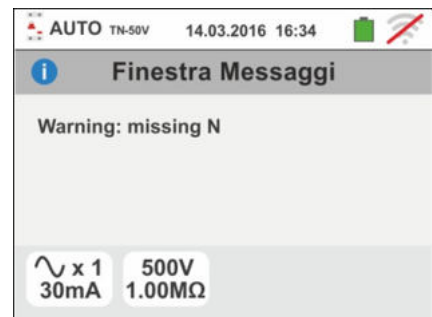 AUTO TN-50V 14.03.2016 16:34
i Finestra Messaggi
Warning: missing N
x 1
30mA
500V
1.00MΩ